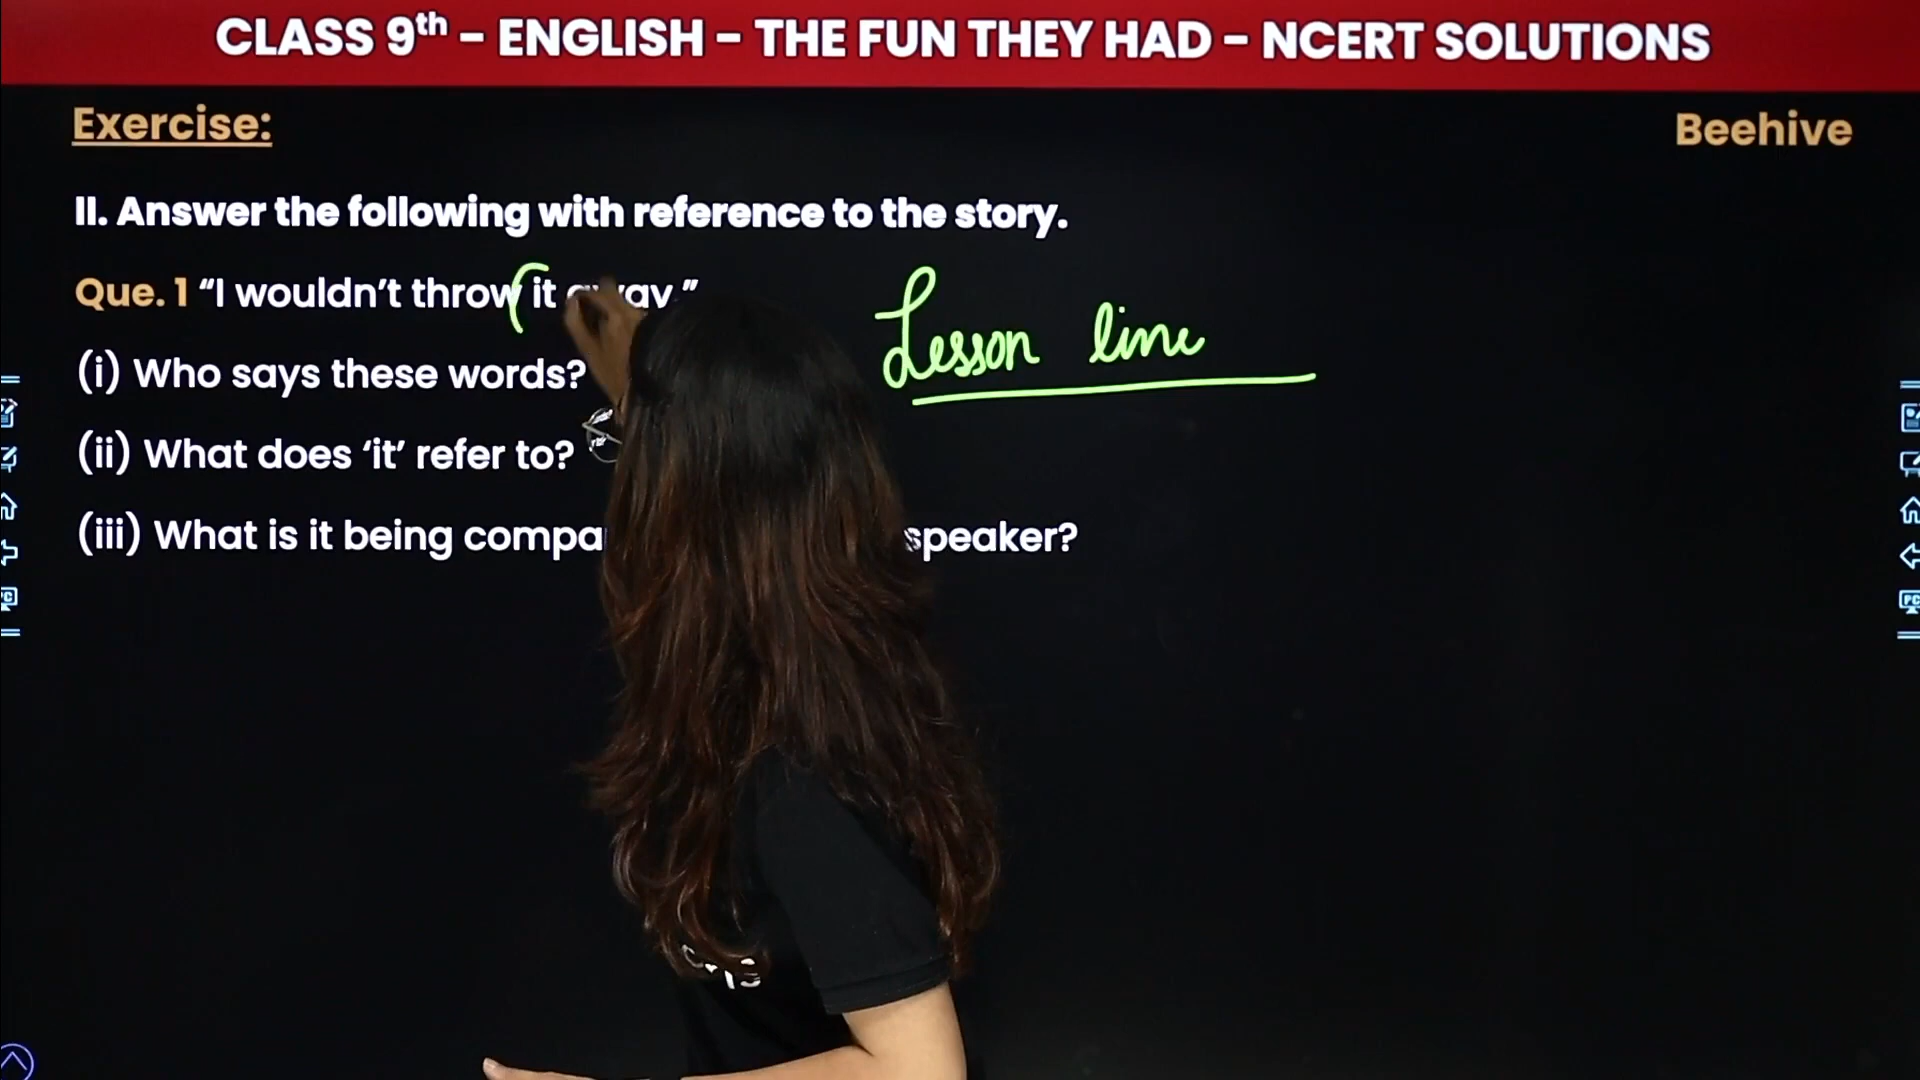 CLASS 9th – ENGLISH – THE FUN THEY HAD – NCERT SOLUTIONS
Exercise:
Beehive
II. Answer the following with reference to the story.
Que. 1 “I wouldn’t throw it away.”
Lesson line
(i) Who says these words?
(ii) What does ‘it’ refer to?
(iii) What is it being speaker?